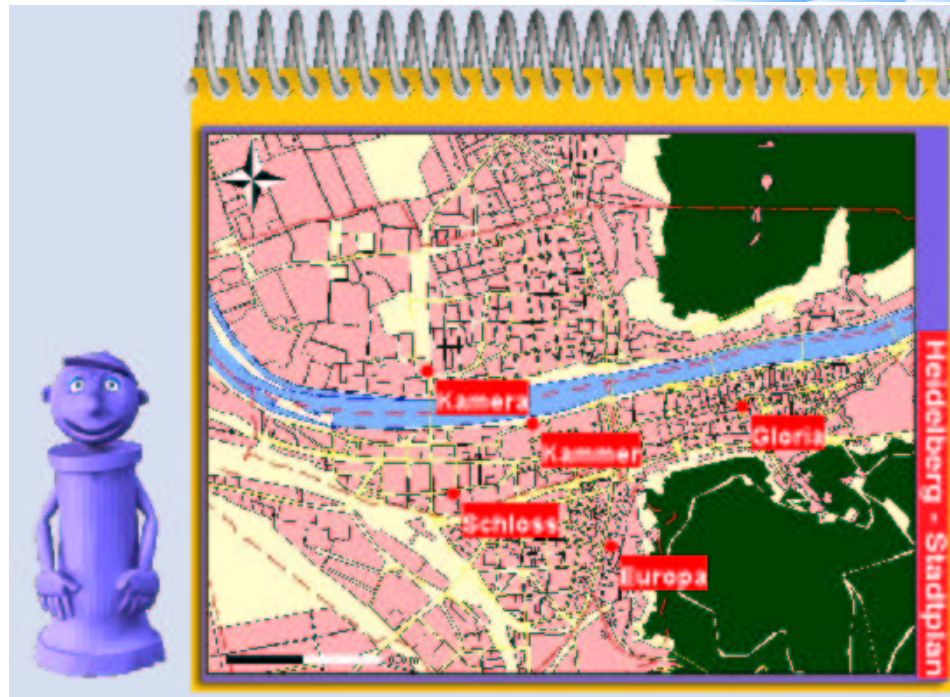 Kamera
Kammer
Gloria
Schloss
Europa
Heidelberg - Stadtplan